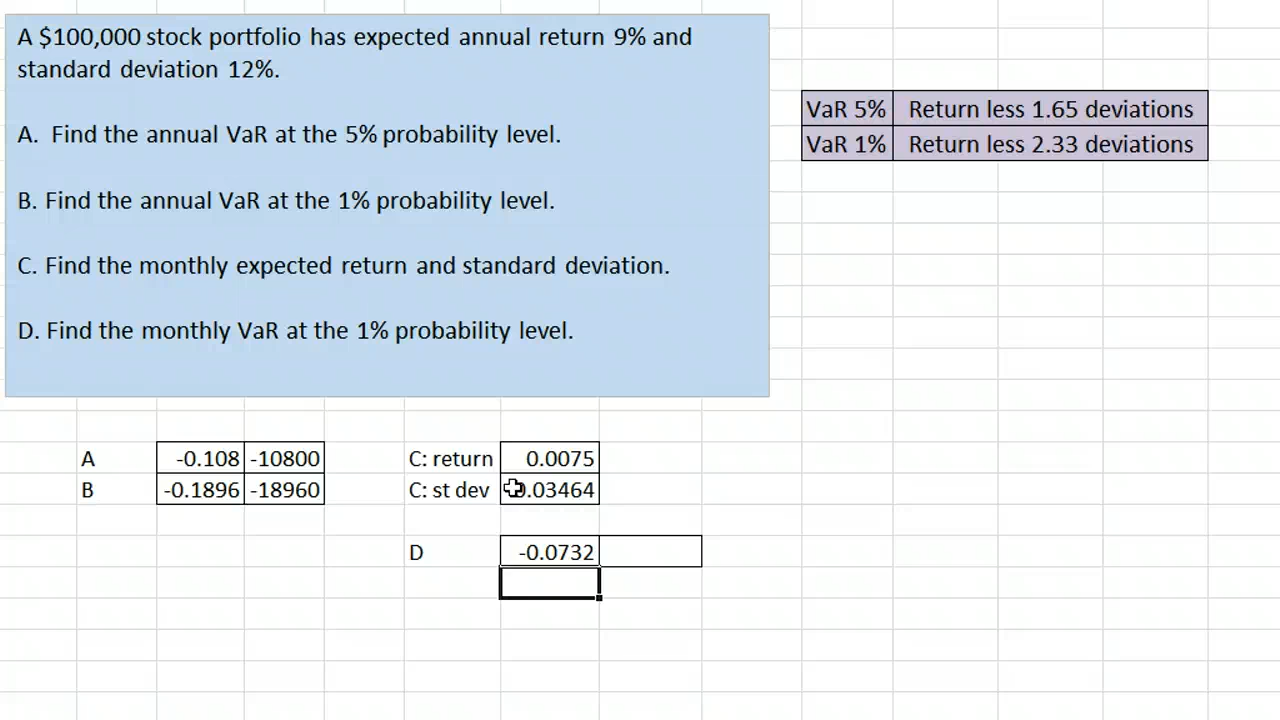 A $100,000 stock portfolio has expected annual return 9% and
standard deviation 12%.
A. Find the annual VaR at the 5% probability level.
B. Find the annual VaR at the 1% probability level.
C. Find the monthly expected return and standard deviation.
D. Find the monthly VaR at the 1% probability level.
VaR 5% Return less 1.65 deviations
VaR 1% Return less 2.33 deviations
A -0.108 -10800 C: return 0.0075
B -0.1896 -18960 C: st dev 0.03464
D -0.0732